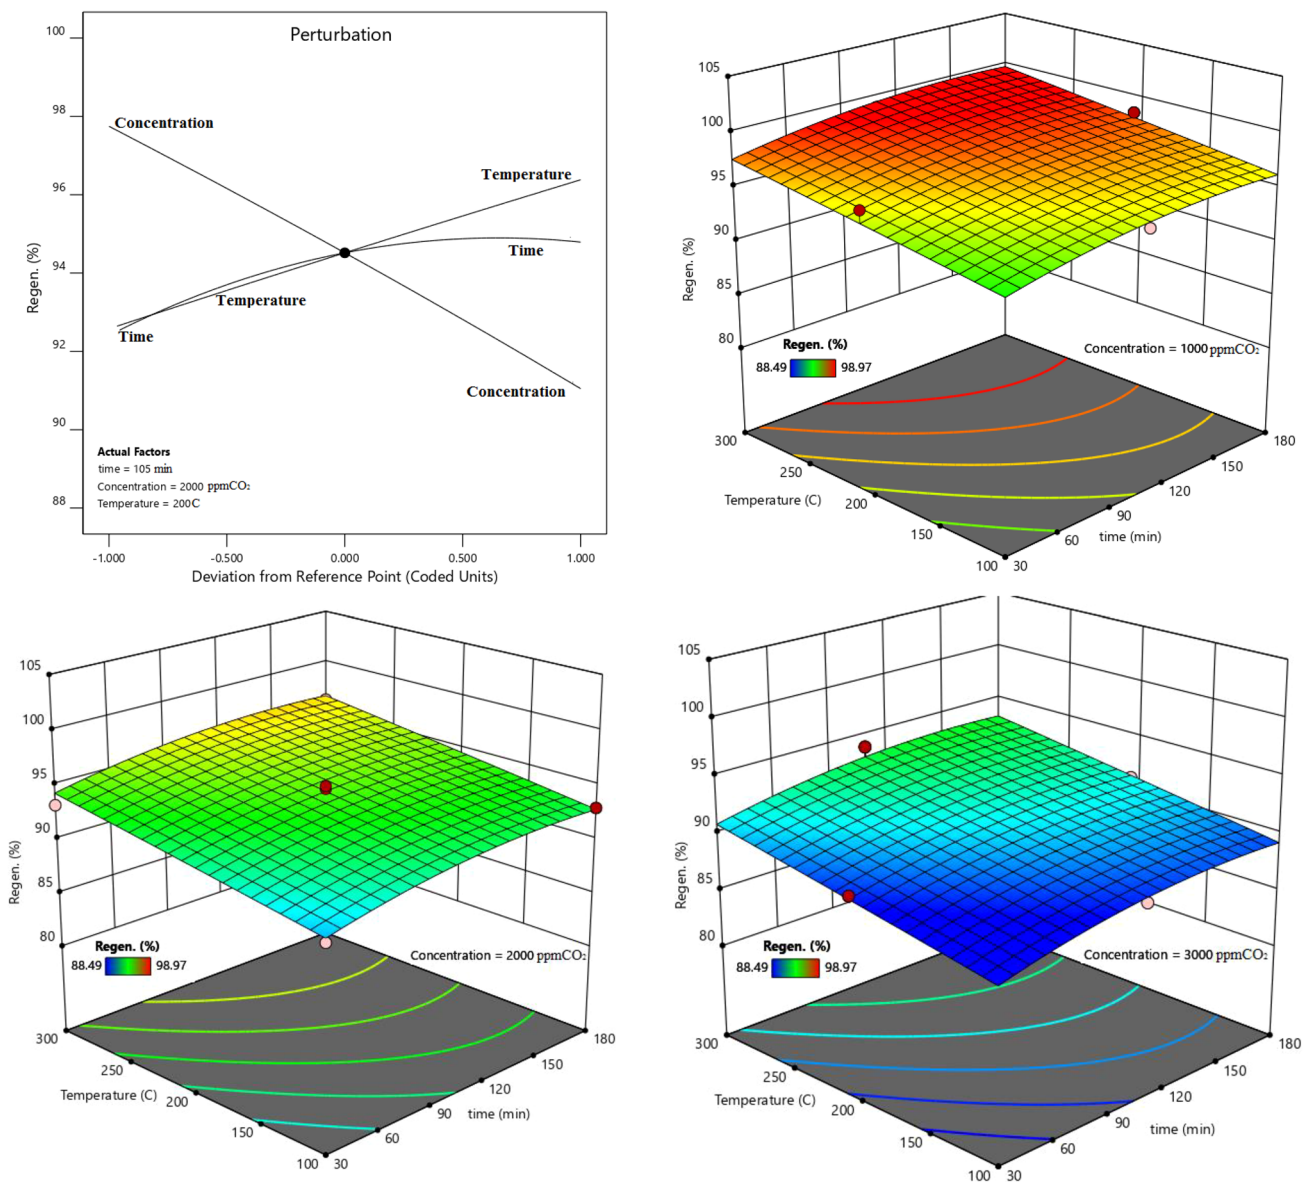 Perturbation
100
98
96
94
92
90
88
Regen. (%)
Concentration
Temperature
Time
Temperature
Time
Concentration
Actual Factors
time = 105 min
Concentration = 2000 ppmCO₂
Temperature = 200C
-1.000
-0.500
0.000
0.500
1.000
Deviation from Reference Point (Coded Units)
105
100
95
90
85
80
Regen. (%)
Regen. (%)
88.49
98.97
Concentration = 1000 ppmCO₂
300
250
200
150
100
Temperature (C)
30
60
90
120
150
180
time (min)
105
100
95
90
85
80
Regen. (%)
Regen. (%)
88.49
98.97
Concentration = 2000 ppmCO₂
300
250
200
150
100
Temperature (C)
30
60
90
120
150
180
time (min)
105
100
95
90
85
80
Regen. (%)
Regen. (%)
88.49
98.97
Concentration = 3000 ppmCO₂
300
250
200
150
100
Temperature (C)
30
60
90
120
150
180
time (min)